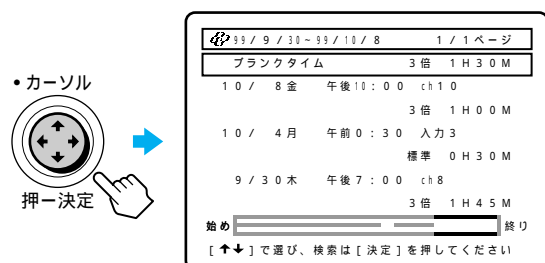 •カーソル
押ー決定
99/9/30~99/10/8 1/1ページ
ブランクタイム 3倍 1H30M
10/ 8金 午後10:00 ch10
3倍 1H00M
10/ 4月 午前0:30 入力3
標準 0H30M
9/30木 午後7:00 ch8
3倍 1H45M
始め 終り
[↑↓]で選び、検索は[決定]を押してください